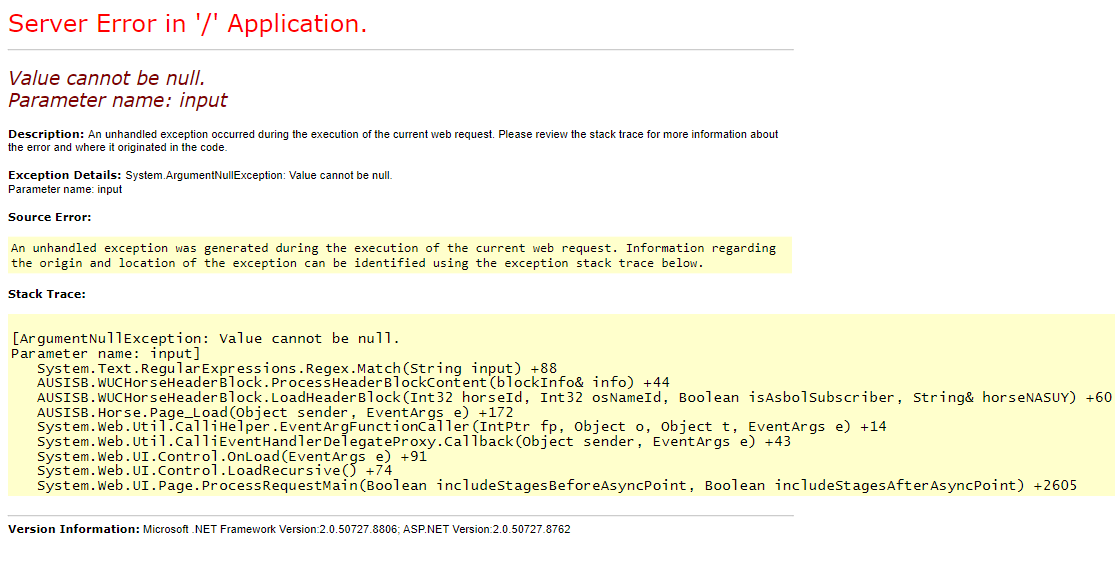 Server Error in '/' Application.
Value cannot be null.
Parameter name: input
Description: An unhandled exception occurred during the execution of the current web request. Please review the stack trace for more information about
the error and where it originated in the code.
Exception Details: System.ArgumentNullException: Value cannot be null.
Parameter name: input
Source Error:
An unhandled exception was generated during the execution of the current web request. Information regarding
the origin and location of the exception can be identified using the exception stack trace below.
Stack Trace:
[ArgumentNullException: Value cannot be null.
Parameter name: input]
System.Text.RegularExpressions.Regex.Match(String input) +88
AUSISB.WUCHorseHeaderBlock.ProcessHeaderBlockContent(blockInfo& info) +44
AUSISB.WUCHorseHeaderBlock.LoadHeaderBlock(Int32 horseId, Int32 osNameId, Boolean isAsbolSubscriber, String& horseNASUY) +60
AUSISB.Horse.Page_Load(Object sender, EventArgs e) +172
System.Web.Util.CalliHelper.EventArgFunctionCaller(IntPtr fp, Object o, Object t, EventArgs e) +14
System.Web.Util.CalliEventHandlerDelegateProxy.Callback(Object sender, EventArgs e) +43
System.Web.UI.Control.OnLoad(EventArgs e) +91
System.Web.UI.Control.LoadRecursive() +74
System.Web.UI.Page.ProcessRequestMain(Boolean includeStagesBeforeAsyncPoint, Boolean includeStagesAfterAsyncPoint) +2605
Version Information: Microsoft .NET Framework Version:2.0.50727.8806; ASP.NET Version:2.0.50727.8762